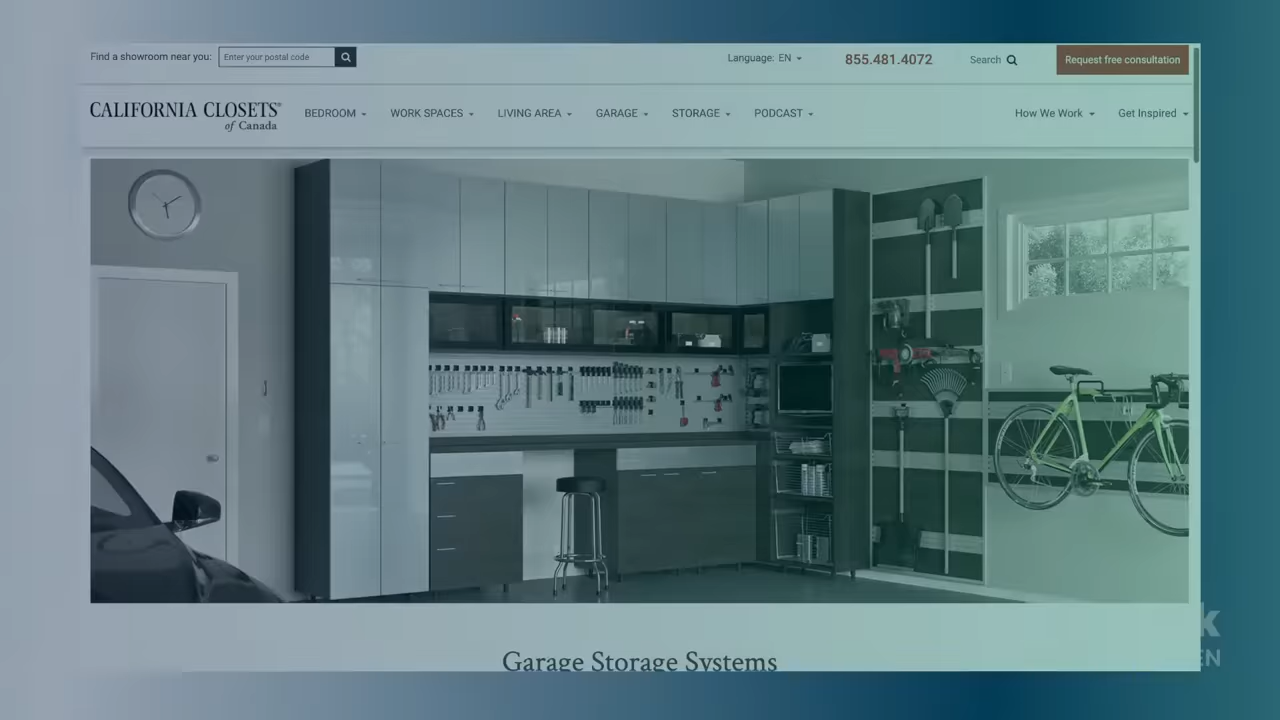 Find a showroom near you: Enter your postal code Language: EN 855.481.4072 Search Request free consultation
CALIFORNIA CLOSETS®
of Canada
BEDROOM WORK SPACES LIVING AREA GARAGE STORAGE PODCAST How We Work Get Inspired
Garage Storage Systems
k
EN